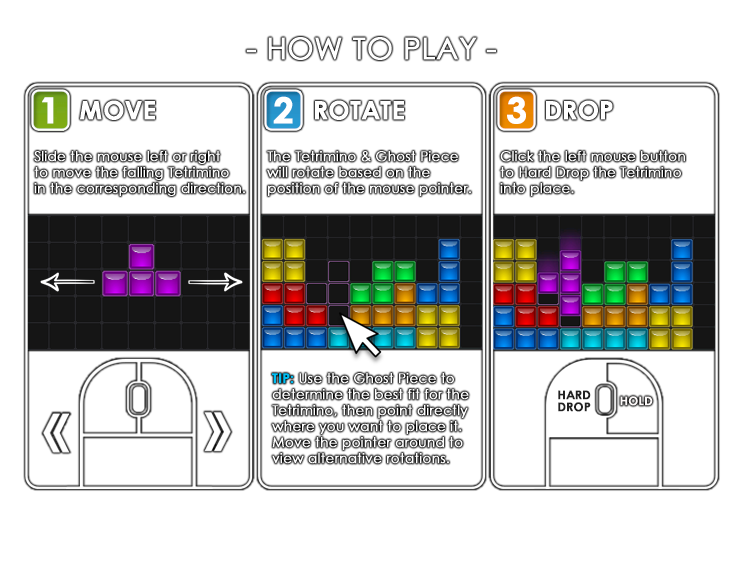 - HOW TO PLAY -
1 MOVE
Slide the mouse left or right
to move the falling Tetrimino
in the corresponding direction.
2 ROTATE
The Tetrimino & Ghost Piece
will rotate based on the
position of the mouse pointer.
TIP: Use the Ghost Piece to
determine the best fit for the
Tetrimino, then point directly
where you want to place it.
Move the pointer around to
view alternative rotations.
3 DROP
Click the left mouse button
to Hard Drop the Tetrimino
into place.
HARD
DROP
HOLD